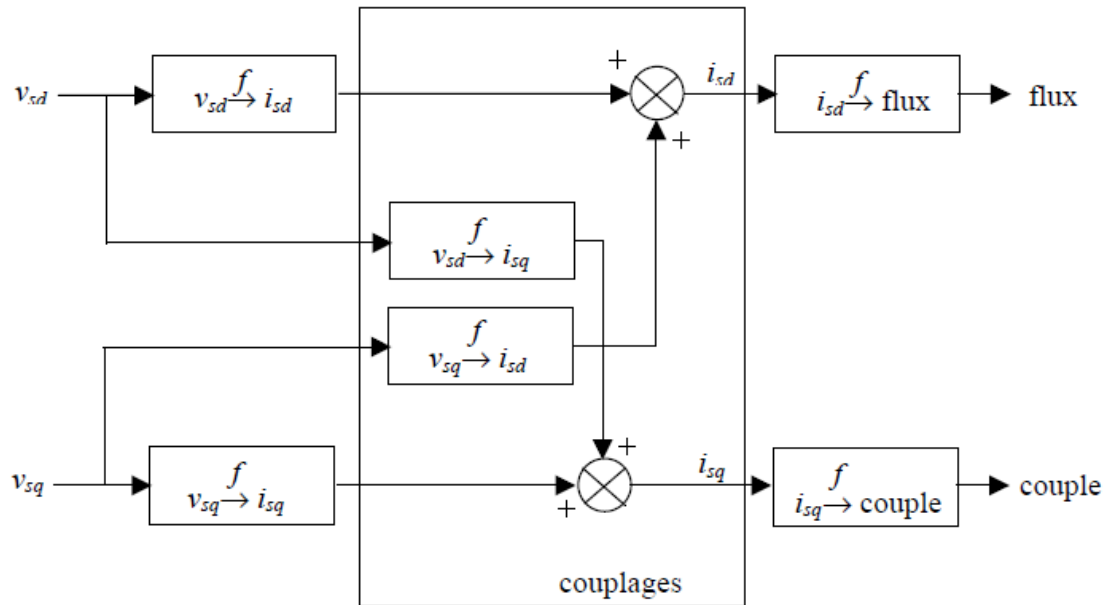 v_sd
f
v_sd → i_sd
+
+
i_sd
f
i_sd → flux
flux
f
v_sd → i_sq
f
v_sq → i_sd
v_sq
f
v_sq → i_sq
+
+
i_sq
f
i_sq → couple
couple
couplages